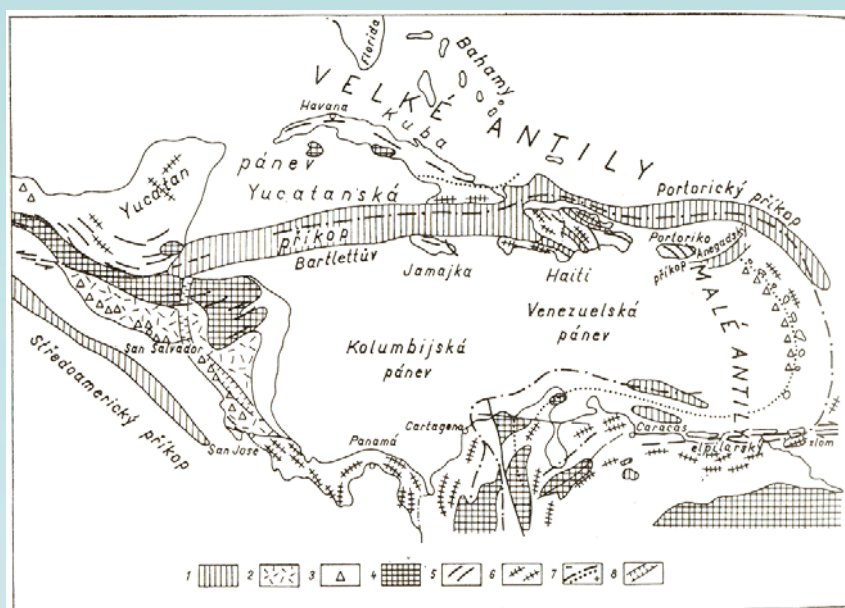 Florida
Bahamy
VELKÉ ANTILY
Havana
Kuba
pánev
Yucatanská
Yucatan
Portorický příkop
příkop
Bartlettův
Jamajka
Haiti
Portoriko
Anegadský
příkop
MALÉ ANTILY
Venezuelská
pánev
Kolumbijská
pánev
San Salvador
Středoamerický příkop
San José
Panamá
Cartagena
Caracas
elpilarský
zlom
1 2 3 4 5 6 7 8